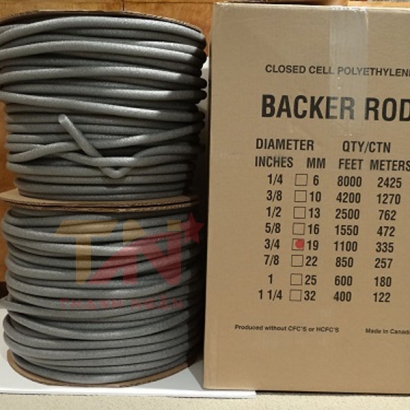 CLOSED CELL POLYETHYLENE
BACKER ROD
DIAMETER QTY/CTN
INCHES MM FEET METERS
1/4 6 8000 2425
3/8 10 4200 1270
1/2 13 2500 762
5/8 16 1550 472
3/4 19 1100 335
7/8 22 850 257
1 25 600 180
1 1/4 32 400 122
Produced without CFC'S or HCFC'S Made in Canada
TN